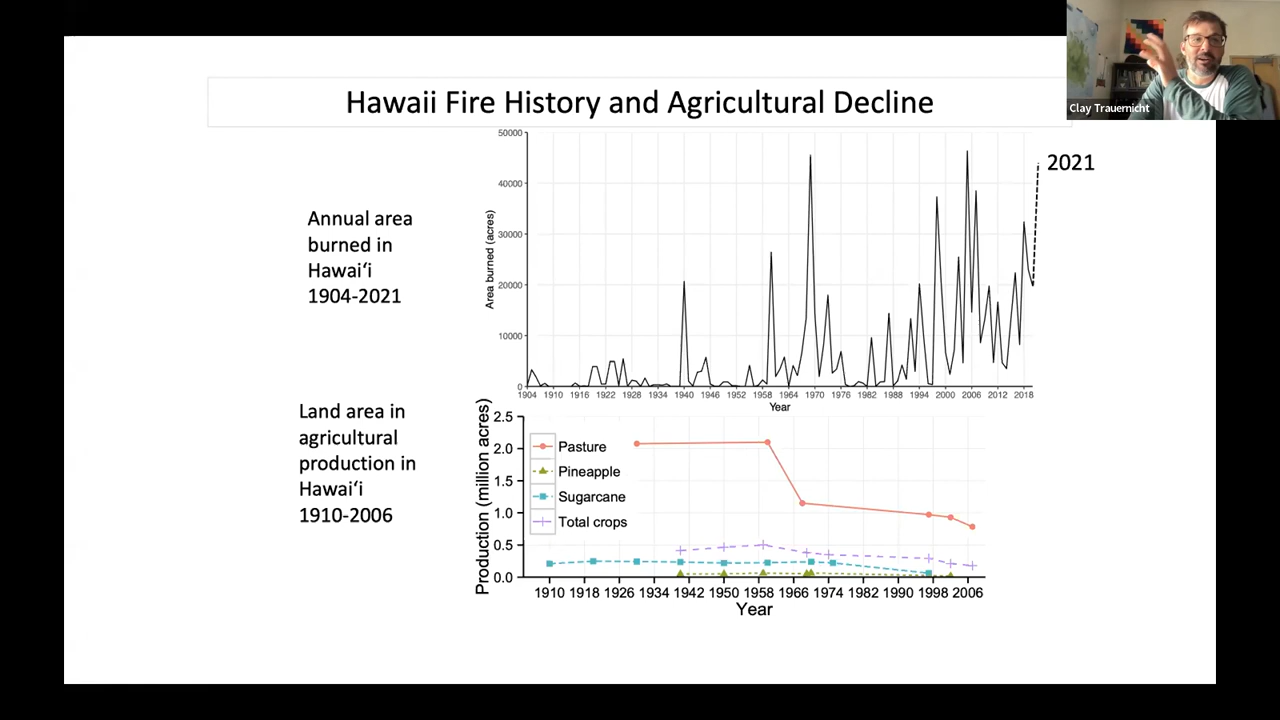 Clay Trauernicht
Hawaii Fire History and Agricultural Decline
Annual area
burned in
Hawaiʻi
1904-2021
Area burned (acres)
50000
40000
30000
20000
10000
0
1904 1910 1916 1922 1928 1934 1940 1946 1952 1958 1964 1970 1976 1982 1988 1994 2000 2006 2012 2018
Year
2021
Land area in
agricultural
production in
Hawaiʻi
1910-2006
Production (million acres)
2.5
2.0
1.5
1.0
0.5
0.0
Pasture
Pineapple
Sugarcane
Total crops
1910 1918 1926 1934 1942 1950 1958 1966 1974 1982 1990 1998 2006
Year